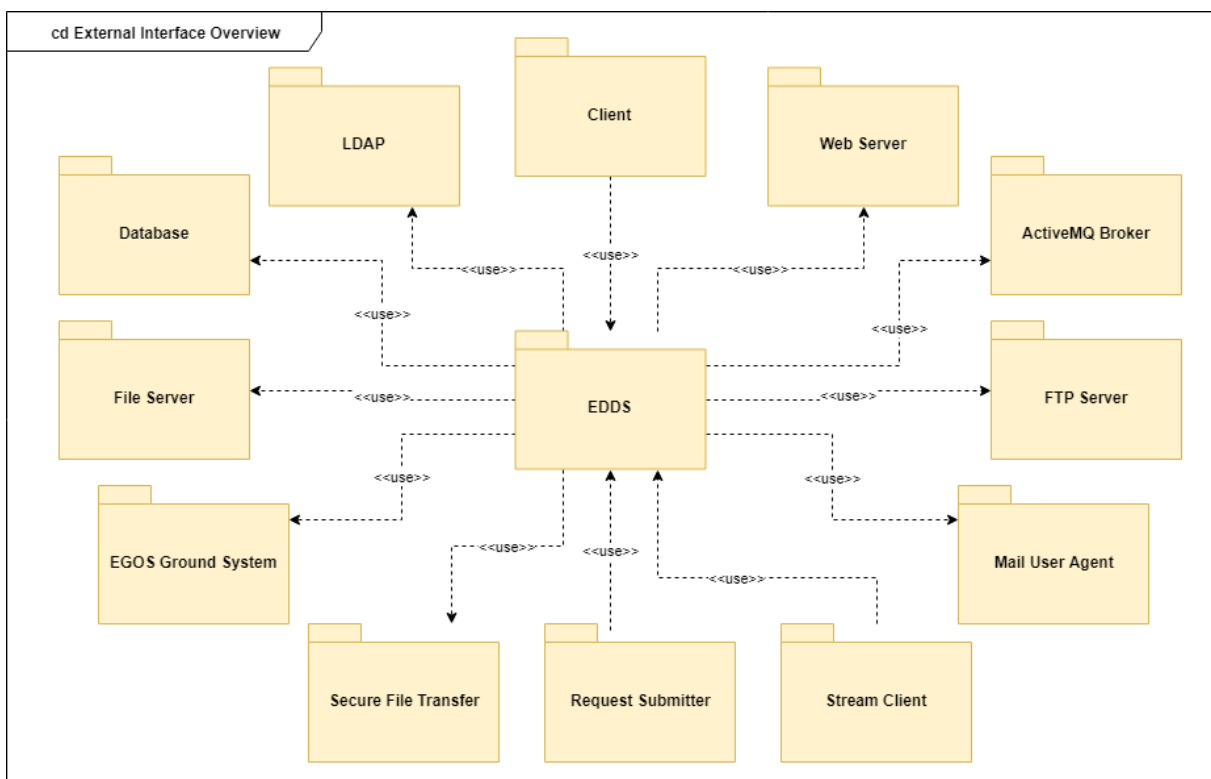 cd External Interface Overview
Client
LDAP
Web Server
Database
ActiveMQ Broker
<<use>>
<<use>>
<<use>>
<<use>>
<<use>>
File Server
EDDS
FTP Server
<<use>>
<<use>>
<<use>>
<<use>>
EGOS Ground System
Mail User Agent
<<use>>
<<use>>
<<use>>
Secure File Transfer
Request Submitter
Stream Client